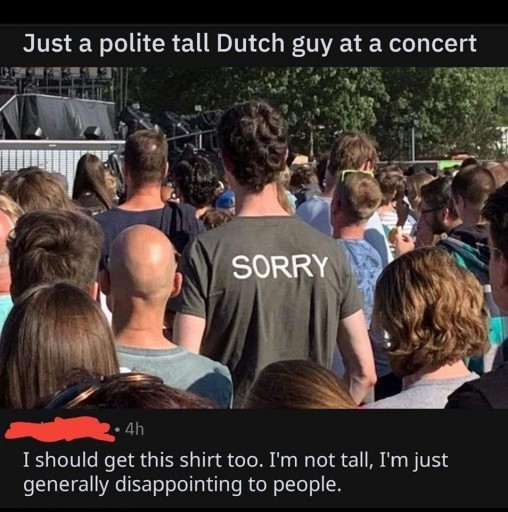 Just a polite tall Dutch guy at a concert
SORRY
• 4h
I should get this shirt too. I'm not tall, I'm just
generally disappointing to people.